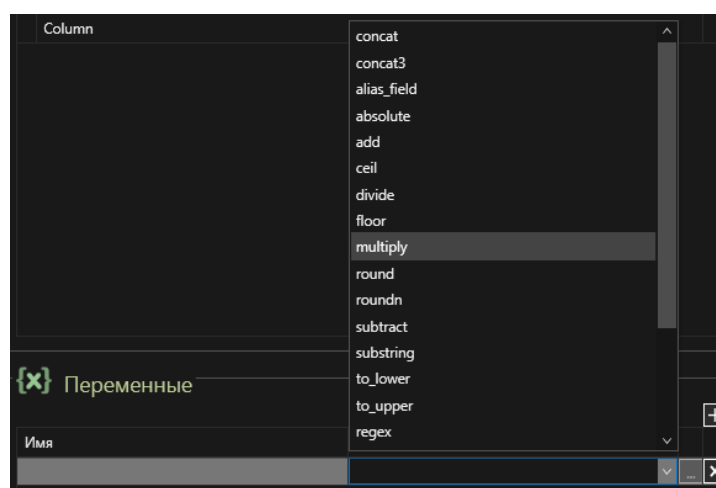 Column
concat
concat3
alias_field
absolute
add
ceil
divide
floor
multiply
round
roundn
subtract
substring
to_lower
to_upper
regex
{x} Переменные
Имя
...